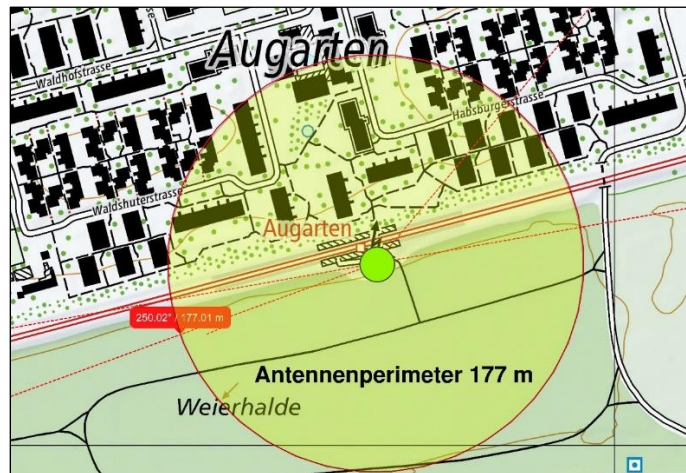 Augarten
Waldhofstrasse
Habsburgerstrasse
Waldshuterstrasse
Augarten
250.02° / 177.01 m
Antennenperimeter 177 m
Weierhalde